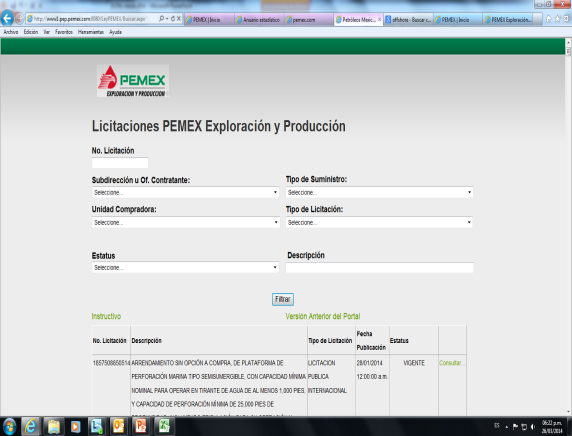 http://www1.pep.pemex.com:8080/LeyPEMEX/Buscar.aspx
PEMEX | Inicio
Anuario estadístico
pemex.com
Petróleos Mexic...
offshore - Buscar c...
PEMEX | Inicio
PEMEX Exploración...
Archivo Edición Ver Favoritos Herramientas Ayuda
PEMEX
EXPLORACION Y PRODUCCION
Licitaciones PEMEX Exploración y Producción
No. Licitación
Subdirección u Of. Contratante: Tipo de Suministro:
Seleccione... Seleccione...
Unidad Compradora: Tipo de Licitación:
Seleccione... Seleccione...
Estatus Descripción
Seleccione...
Filtrar
Instructivo Versión Anterior del Portal
No. Licitación Descripción Tipo de Licitación Fecha Publicación Estatus
1857508850514 ARRENDAMIENTO SIN OPCIÓN A COMPRA, DE PLATAFORMA DE LICITACION 28/01/2014 VIGENTE Consultar...
PERFORACIÓN MARINA TIPO SEMISUMERGIBLE, CON CAPACIDAD MÍNIMA PUBLICA 12:00:00 a.m.
NOMINAL PARA OPERAR EN TIRANTE DE AGUA DE AL MENOS 1,000 PIES, INTERNACIONAL
Y CAPACIDAD DE PERFORACIÓN MÍNIMA DE 25,000 PIES DE
ES 06:22 p.m.
26/03/2014